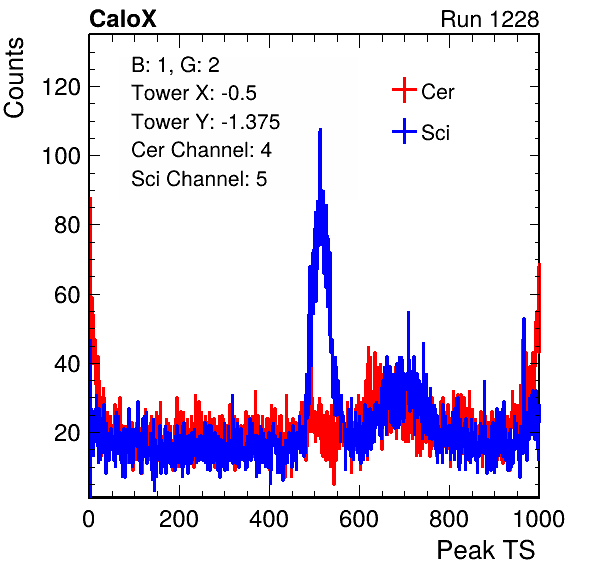 CaloX Run 1228
Counts
B: 1, G: 2
Tower X: -0.5
Tower Y: -1.375
Cer Channel: 4
Sci Channel: 5
Cer
Sci
120
100
80
60
40
20
0 200 400 600 800 1000
Peak TS